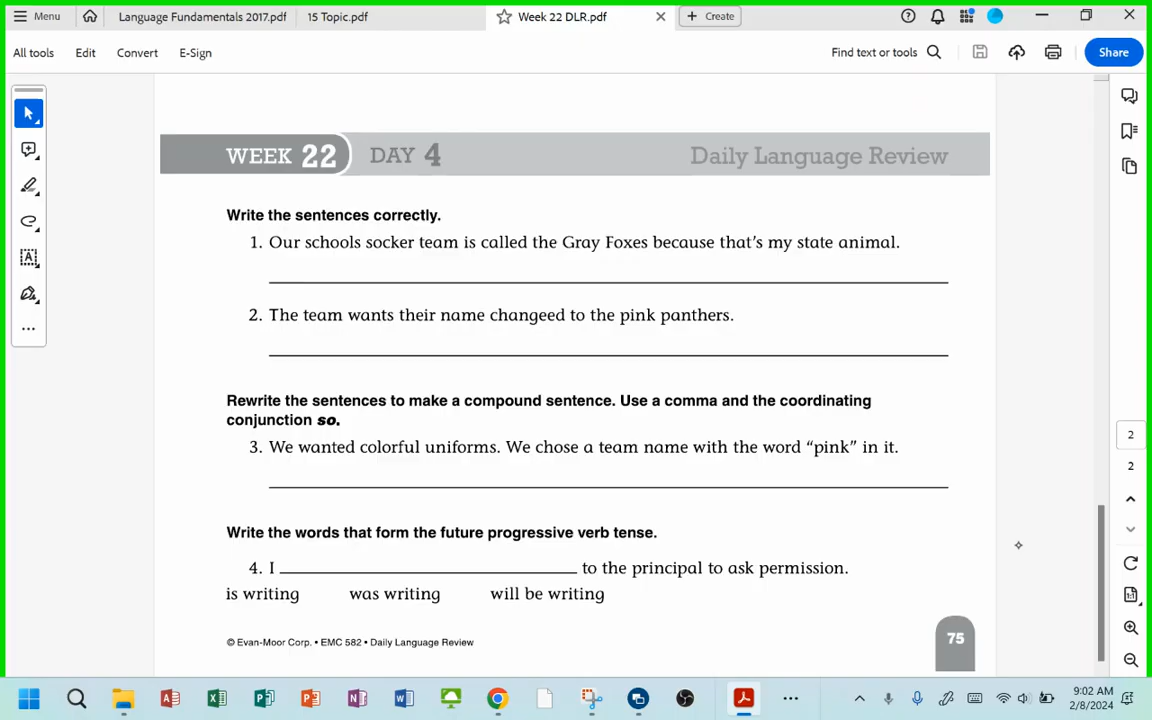 Menu
Language Fundamentals 2017.pdf
15 Topic.pdf
Week 22 DLR.pdf
Create
All tools
Edit
Convert
E-Sign
Find text or tools
Share
WEEK 22 DAY 4 Daily Language Review
Write the sentences correctly.
1. Our schools socker team is called the Gray Foxes because that's my state animal.
2. The team wants their name changeed to the pink panthers.
Rewrite the sentences to make a compound sentence. Use a comma and the coordinating
conjunction so.
3. We wanted colorful uniforms. We chose a team name with the word “pink” in it.
Write the words that form the future progressive verb tense.
4. I ____ to the principal to ask permission.
is writing was writing will be writing
© Evan-Moor Corp. • EMC 582 • Daily Language Review
75
2
2
9:02 AM
2/8/2024